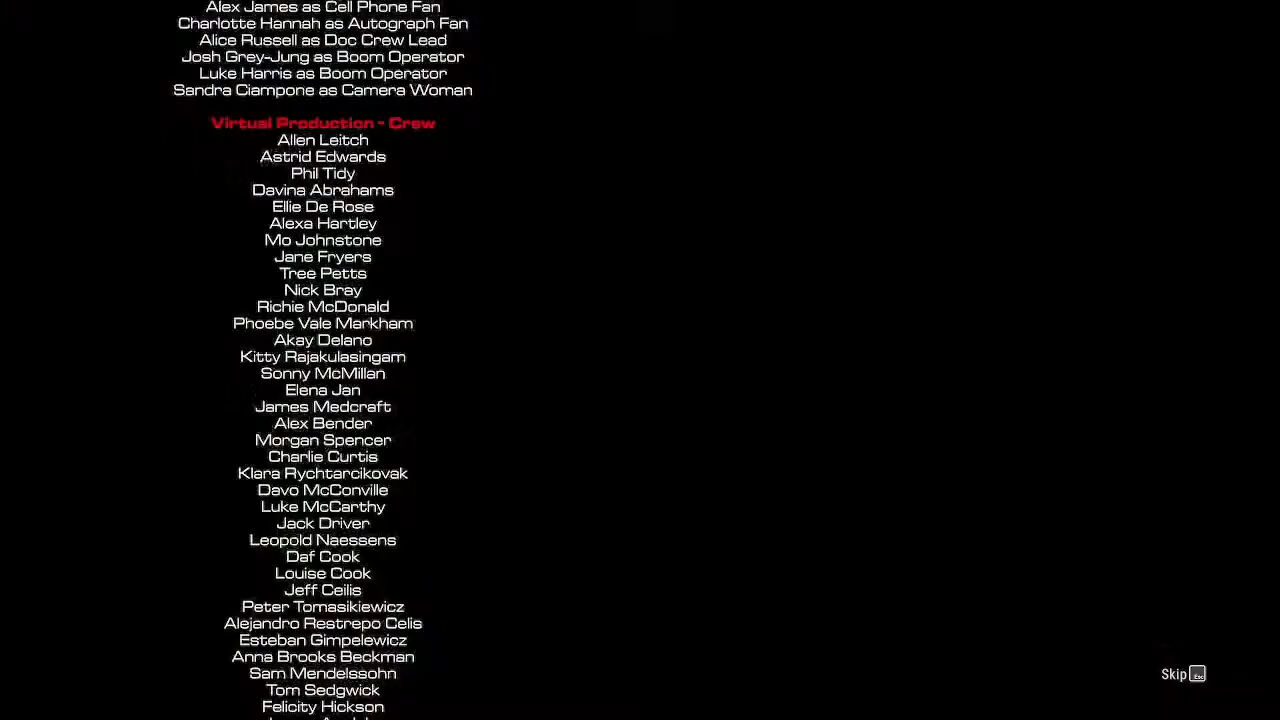 Alex James as Cell Phone Fan
Charlotte Hannah as Autograph Fan
Alice Russell as Doc Crew Lead
Josh Grey-Jung as Boom Operator
Luke Harris as Boom Operator
Sandra Ciampone as Camera Woman
Virtual Production - Crew
Allen Leitch
Astrid Edwards
Phil Tidy
Davina Abrahams
Ellie De Rose
Alexa Hartley
Mo Johnstone
Jane Fryers
Tree Petts
Nick Bray
Richie McDonald
Phoebe Vale Markham
Akay Delano
Kitty Rajakulasingam
Sonny McMillan
Elena Jan
James Medcraft
Alex Bender
Morgan Spencer
Charlie Curtis
Klara Rychtarcikovak
Davo McConville
Luke McCarthy
Jack Driver
Leopold Naessens
Daf Cook
Louise Cook
Jeff Ceilis
Peter Tomasikiewicz
Alejandro Restrepo Celis
Esteban Gimpelewicz
Anna Brooks Beckman
Sam Mendelssohn
Tom Sedgwick
Felicity Hickson
Skip Esc